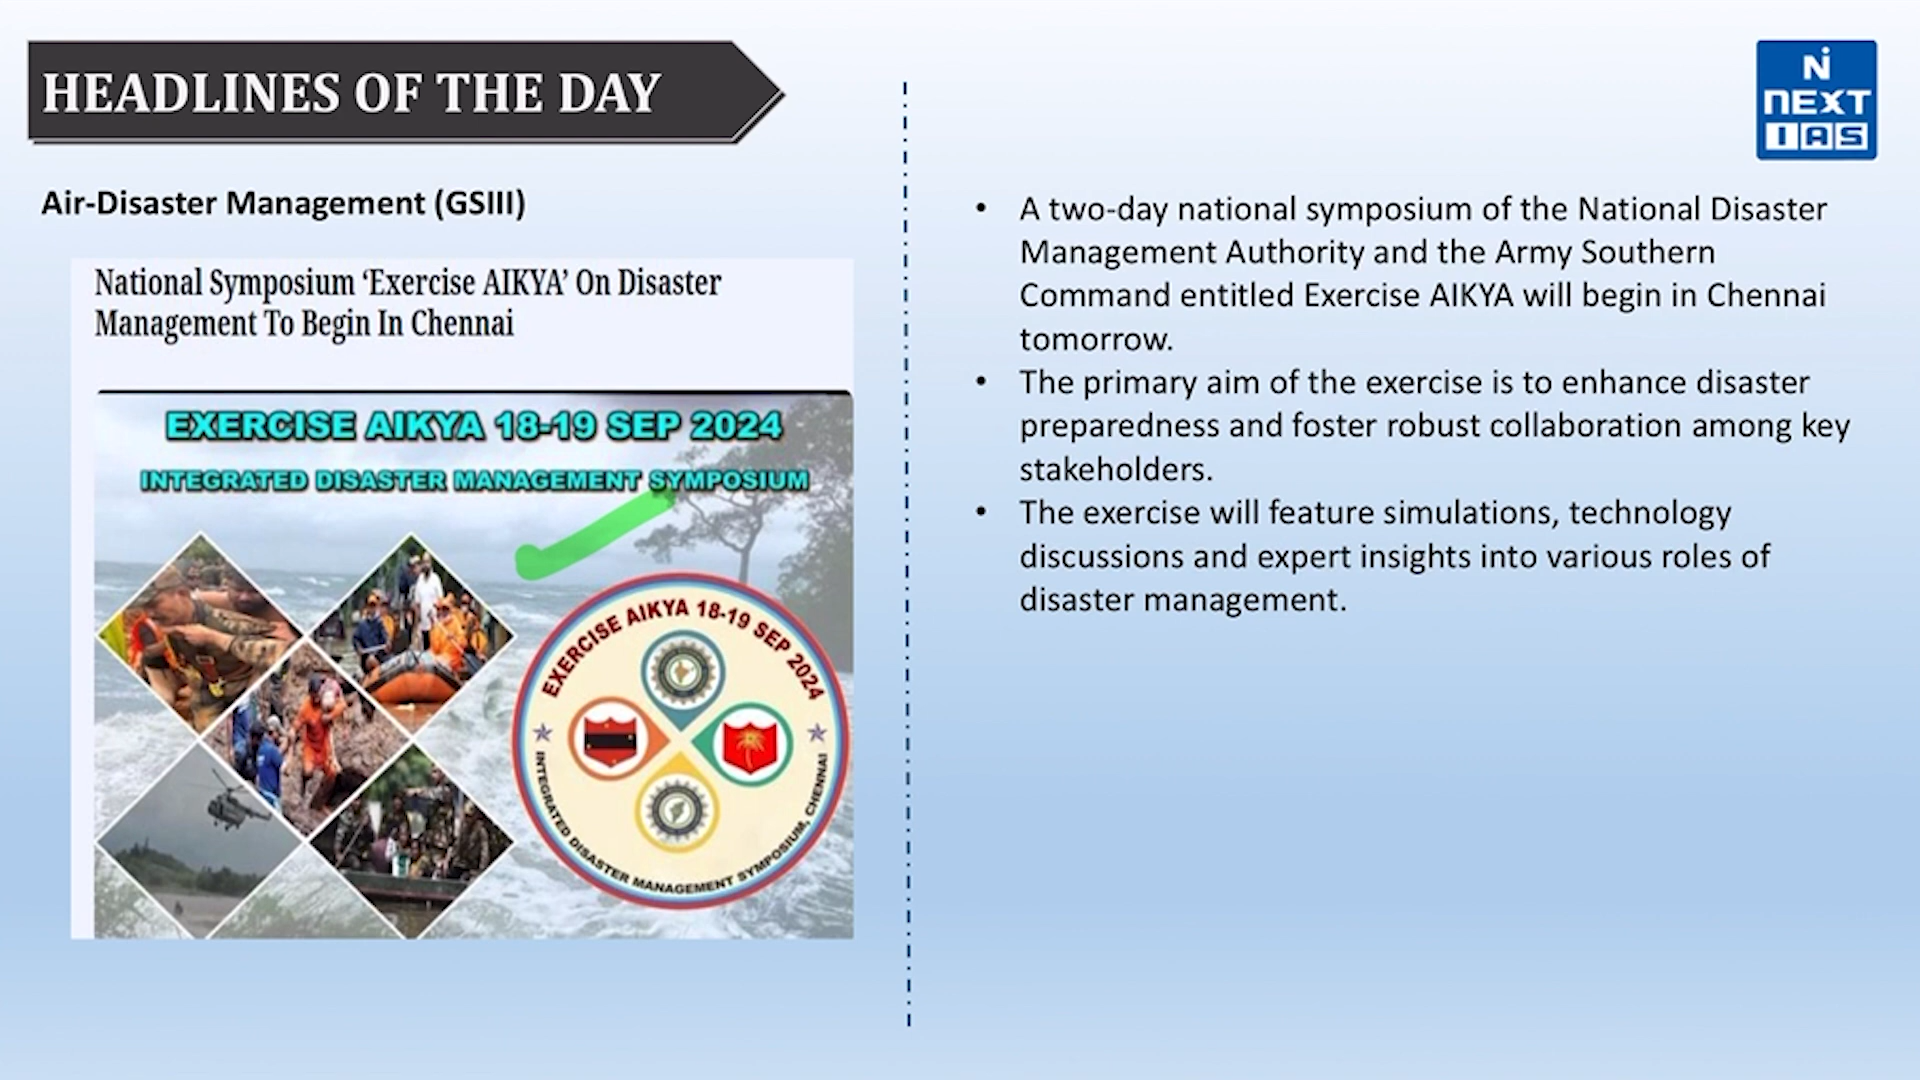 HEADLINES OF THE DAY
Ni
NEXT
IAS
Air-Disaster Management (GSIII)
National Symposium ‘Exercise AIKYA’ On Disaster
Management To Begin In Chennai
EXERCISE AIKYA 18-19 SEP 2024
INTEGRATED DISASTER MANAGEMENT SYMPOSIUM
EXERCISE AIKYA 18-19 SEP 2024
INTEGRATED DISASTER MANAGEMENT SYMPOSIUM, CHENNAI
• A two-day national symposium of the National Disaster
Management Authority and the Army Southern
Command entitled Exercise AIKYA will begin in Chennai
tomorrow.
• The primary aim of the exercise is to enhance disaster
preparedness and foster robust collaboration among key
stakeholders.
• The exercise will feature simulations, technology
discussions and expert insights into various roles of
disaster management.